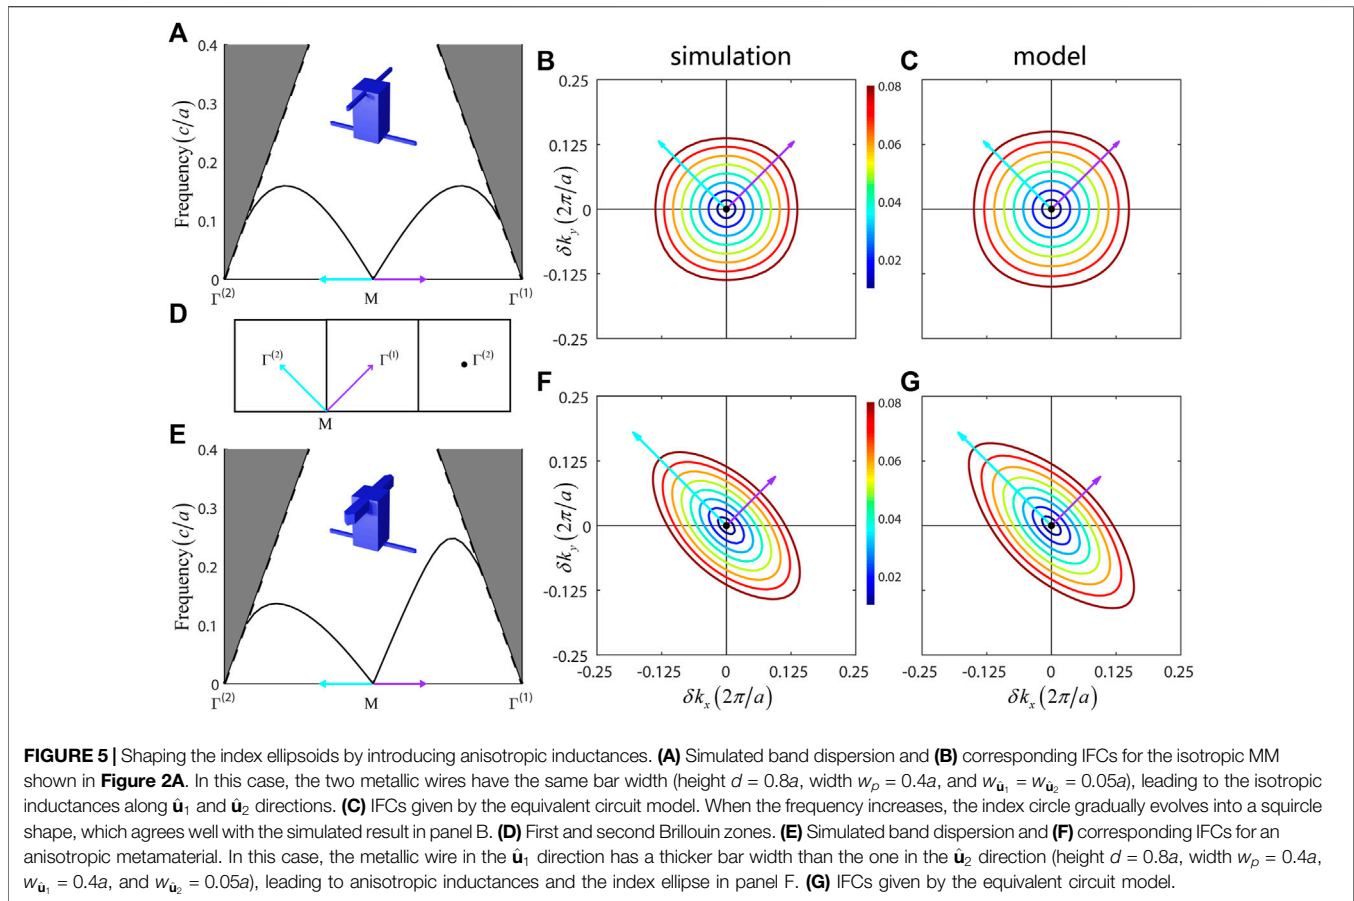 A
0.4
0.3
0.2
0.1
0
Frequency (c/a)
Γ(2)
M
Γ(1)
simulation
B
0.25
0.125
0
-0.125
-0.25
δky (2π/a)
0.08
0.06
0.04
0.02
model
C
D
Γ(2)
Γ(1)
Γ(2)
M
E
0.4
0.3
0.2
0.1
0
Frequency (c/a)
Γ(2)
M
Γ(1)
F
0.25
0.125
0
-0.125
-0.25
δky (2π/a)
-0.25 -0.125 0 0.125 0.25
δkx (2π/a)
0.08
0.06
0.04
0.02
G
-0.25 -0.125 0 0.125 0.25
δkx (2π/a)
FIGURE 5 | Shaping the index ellipsoids by introducing anisotropic inductances. (A) Simulated band dispersion and (B) corresponding IFCs for the isotropic MM
shown in Figure 2A. In this case, the two metallic wires have the same bar width (height d = 0.8a, width wp = 0.4a, and wû1 = wû2 = 0.05a), leading to the isotropic
inductances along û1 and û2 directions. (C) IFCs given by the equivalent circuit model. When the frequency increases, the index circle gradually evolves into a squircle
shape, which agrees well with the simulated result in panel B. (D) First and second Brillouin zones. (E) Simulated band dispersion and (F) corresponding IFCs for an
anisotropic metamaterial. In this case, the metallic wire in the û1 direction has a thicker bar width than the one in the û2 direction (height d = 0.8a, width wp = 0.4a,
wû1 = 0.4a, and wû2 = 0.05a), leading to anisotropic inductances and the index ellipse in panel F. (G) IFCs given by the equivalent circuit model.